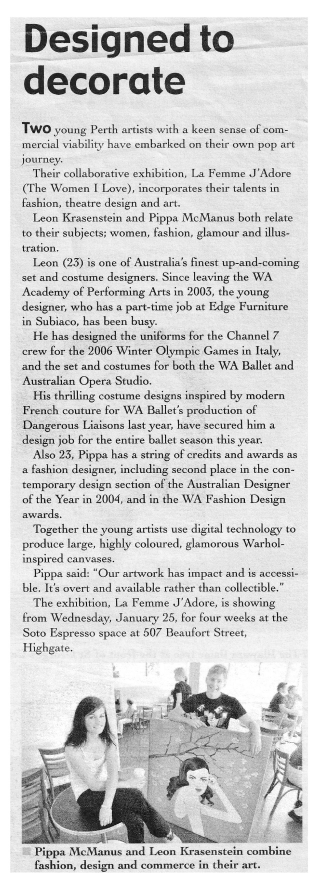 Designed to
decorate
Two young Perth artists with a keen sense of com-
mercial viability have embarked on their own pop art
journey.
Their collaborative exhibition, La Femme J'Adore
(The Women I Love), incorporates their talents in
fashion, theatre design and art.
Leon Krasenstein and Pippa McManus both relate
to their subjects; women, fashion, glamour and illus-
tration.
Leon (23) is one of Australia's finest up-and-coming
set and costume designers. Since leaving the WA
Academy of Performing Arts in 2003, the young
designer, who has a part-time job at Edge Furniture
in Subiaco, has been busy.
He has designed the uniforms for the Channel 7
crew for the 2006 Winter Olympic Games in Italy,
and the set and costumes for both the WA Ballet and
Australian Opera Studio.
His thrilling costume designs inspired by modern
French couture for WA Ballet's production of
Dangerous Liaisons last year, have secured him a
design job for the entire ballet season this year.
Also 23, Pippa has a string of credits and awards as
a fashion designer, including second place in the con-
temporary design section of the Australian Designer
of the Year in 2004, and in the WA Fashion Design
awards.
Together the young artists use digital technology to
produce large, highly coloured, glamorous Warhol-
inspired canvases.
Pippa said: "Our artwork has impact and is accessi-
ble. It's overt and available rather than collectible."
The exhibition, La Femme J'Adore, is showing
from Wednesday, January 25, for four weeks at the
Soto Espresso space at 507 Beaufort Street,
Highgate.
Pippa McManus and Leon Krasenstein combine
fashion, design and commerce in their art.